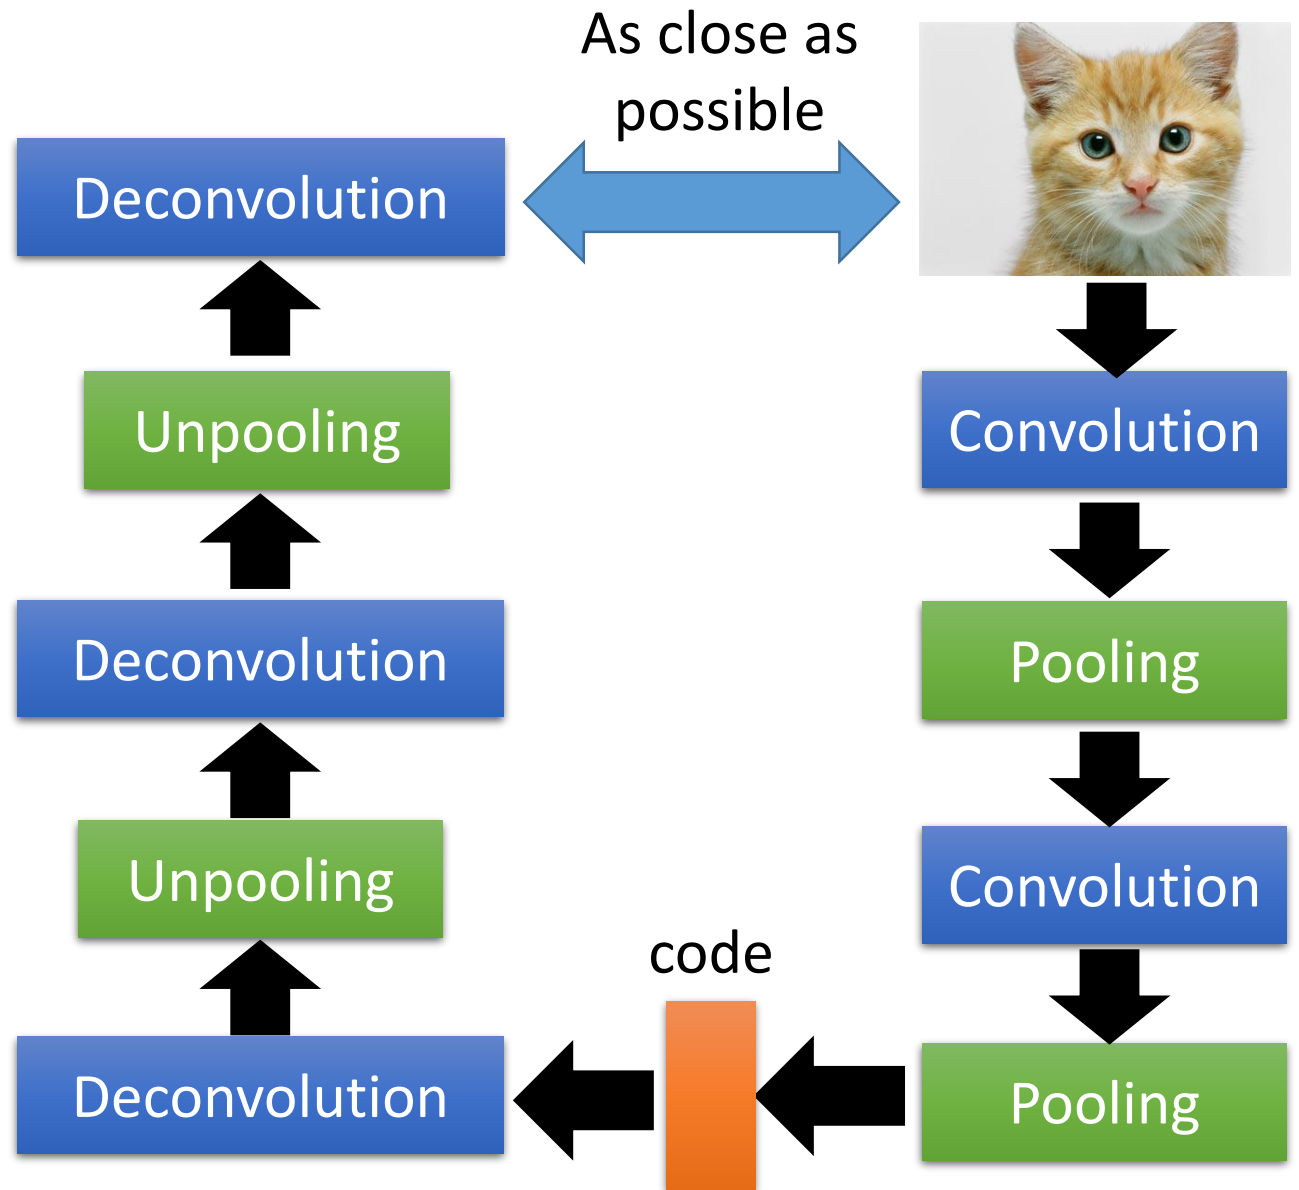 As close as
possible
Deconvolution
Unpooling
Convolution
Deconvolution
Pooling
Unpooling
Convolution
code
Deconvolution
Pooling